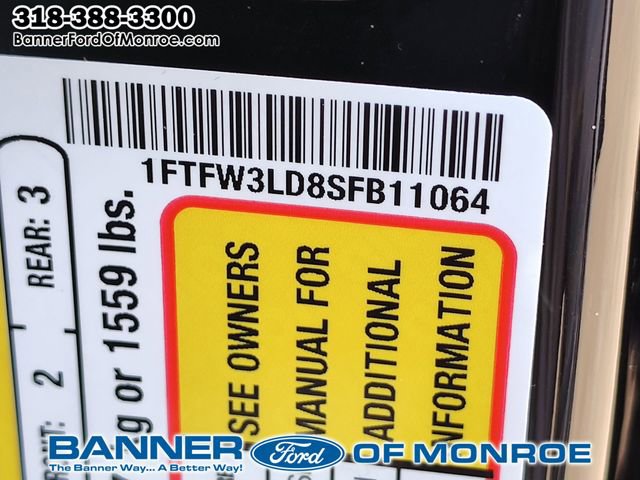 318-388-3300
BannerFordOfMonroe.com
1FTFW3LD8SFB11064
REAR: 3
2
g or 1559 lbs.
SEE OWNERS
MANUAL FOR
ADDITIONAL
BANNER Ford OF MONROE
The Banner Way... A Better Way!